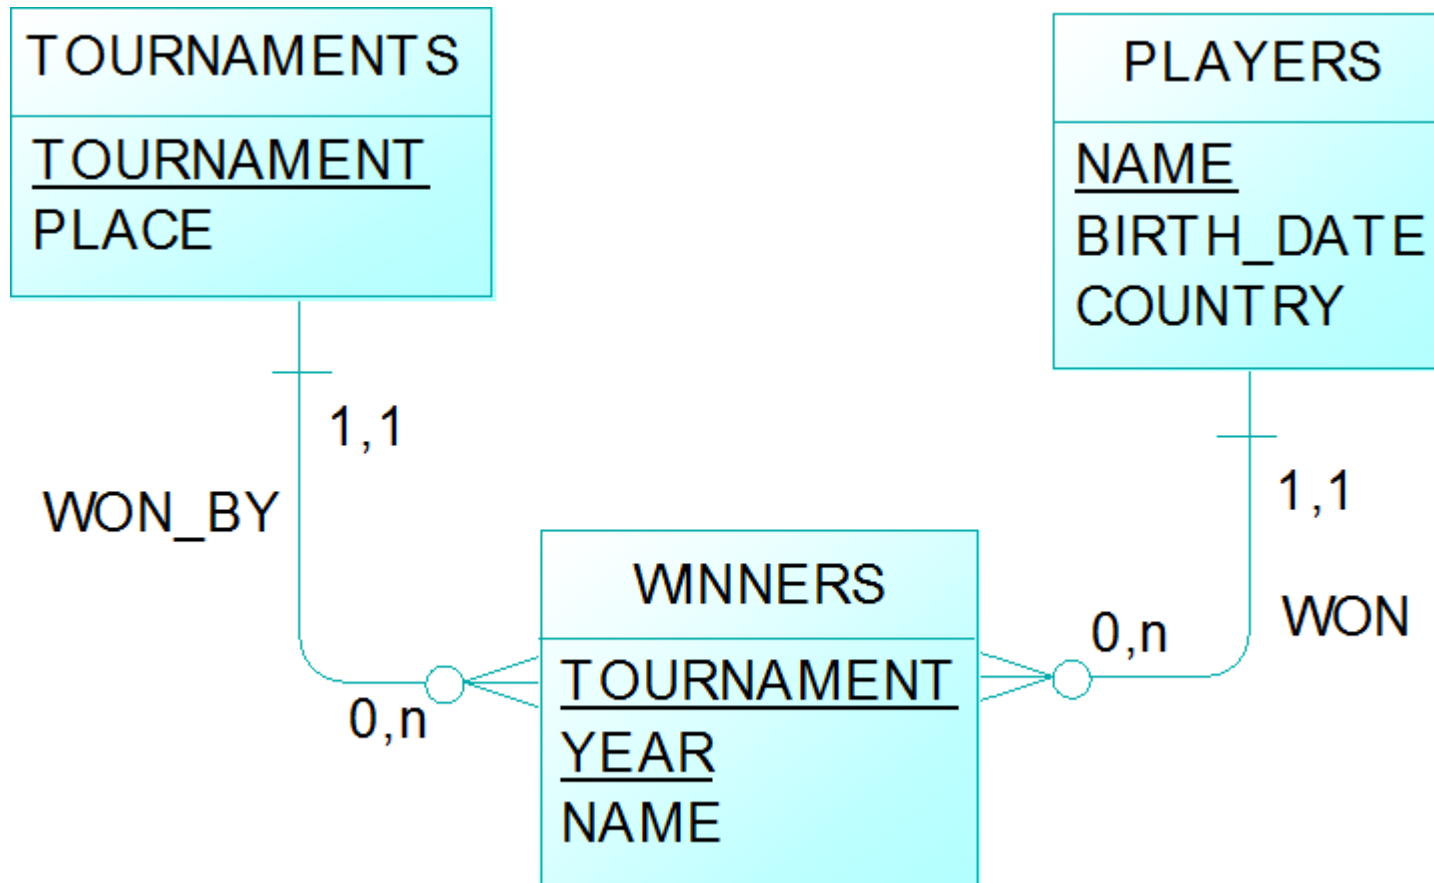 TOURNAMENTS
TOURNAMENT
PLACE
PLAYERS
NAME
BIRTH_DATE
COUNTRY
1,1
WON_BY
0,n
1,1
WON
0,n
WINNERS
TOURNAMENT
YEAR
NAME